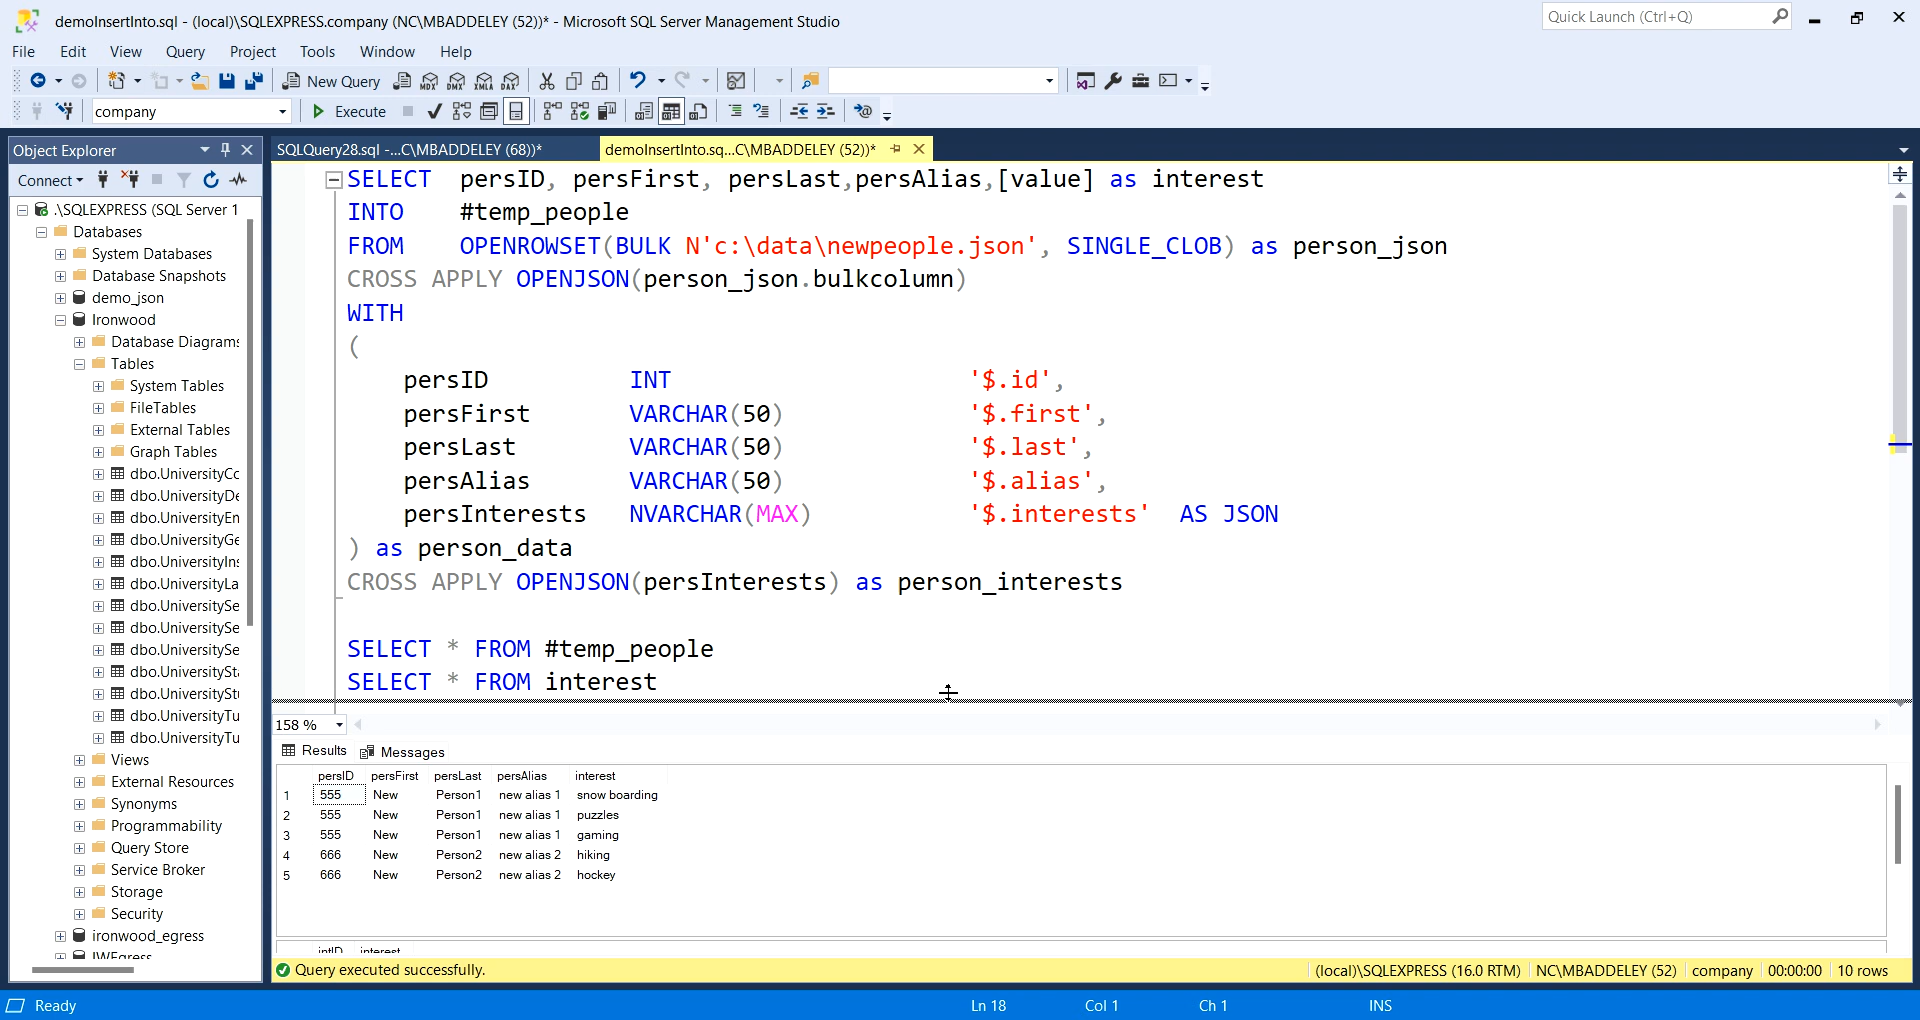 demoInsertInto.sql - (local)\SQLEXPRESS.company (NC\MBADDELEY (52))* - Microsoft SQL Server Management Studio
Quick Launch (Ctrl+Q)
File Edit View Query Project Tools Window Help
New Query MDX DMX XMLA DAX
company Execute
Object Explorer
SQLQuery28.sql -...C\MBADDELEY (68))*
demoInsertInto.sq...C\MBADDELEY (52))*
Connect
.\SQLEXPRESS (SQL Server 1
Databases
System Databases
Database Snapshots
demo_json
Ironwood
Database Diagrams
Tables
System Tables
FileTables
External Tables
Graph Tables
dbo.UniversityCc
dbo.UniversityDe
dbo.UniversityEn
dbo.UniversityGe
dbo.UniversityIns
dbo.UniversityLa
dbo.UniversitySe
dbo.UniversitySe
dbo.UniversitySe
dbo.UniversitySt
dbo.UniversityStu
dbo.UniversityTu
dbo.UniversityTu
Views
External Resources
Synonyms
Programmability
Query Store
Service Broker
Storage
Security
ironwood_egress
IWEgress
SELECT persID, persFirst, persLast,persAlias,[value] as interest
INTO #temp_people
FROM OPENROWSET(BULK N'c:\data\newpeople.json', SINGLE_CLOB) as person_json
CROSS APPLY OPENJSON(person_json.bulkcolumn)
WITH
(
persID INT '$.id',
persFirst VARCHAR(50) '$.first',
persLast VARCHAR(50) '$.last',
persAlias VARCHAR(50) '$.alias',
persInterests NVARCHAR(MAX) '$.interests' AS JSON
) as person_data
CROSS APPLY OPENJSON(persInterests) as person_interests
SELECT * FROM #temp_people
SELECT * FROM interest
158 %
Results Messages
persID persFirst persLast persAlias interest
1 555 New Person1 new alias 1 snow boarding
2 555 New Person1 new alias 1 puzzles
3 555 New Person1 new alias 1 gaming
4 666 New Person2 new alias 2 hiking
5 666 New Person2 new alias 2 hockey
intID interest
Query executed successfully.
(local)\SQLEXPRESS (16.0 RTM) NC\MBADDELEY (52) company 00:00:00 10 rows
Ready Ln 18 Col 1 Ch 1 INS